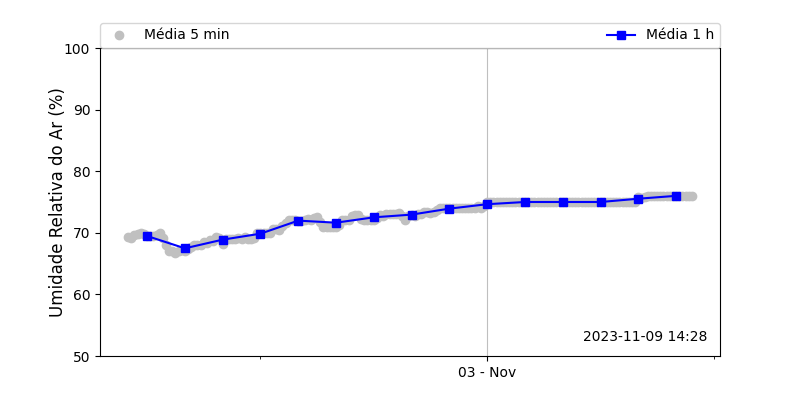 Média 5 min
Média 1 h
Umidade Relativa do Ar (%)
100
90
80
70
60
50
2023-11-09 14:28
03 - Nov